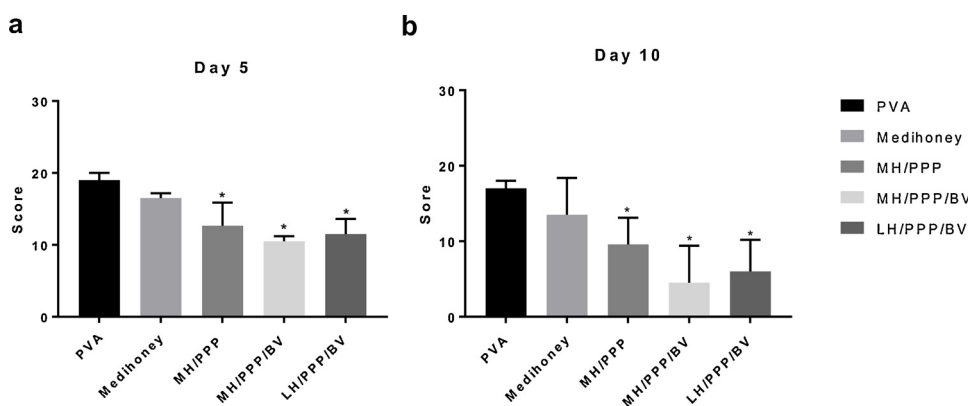 a
Day 5
30
20
10
0
Score
*
*
*
PVA
Medihoney
MH/PPP
MH/PPP/BV
LH/PPP/BV
b
Day 10
30
20
10
0
Sore
*
*
*
PVA
Medihoney
MH/PPP
MH/PPP/BV
LH/PPP/BV
PVA
Medihoney
MH/PPP
MH/PPP/BV
LH/PPP/BV